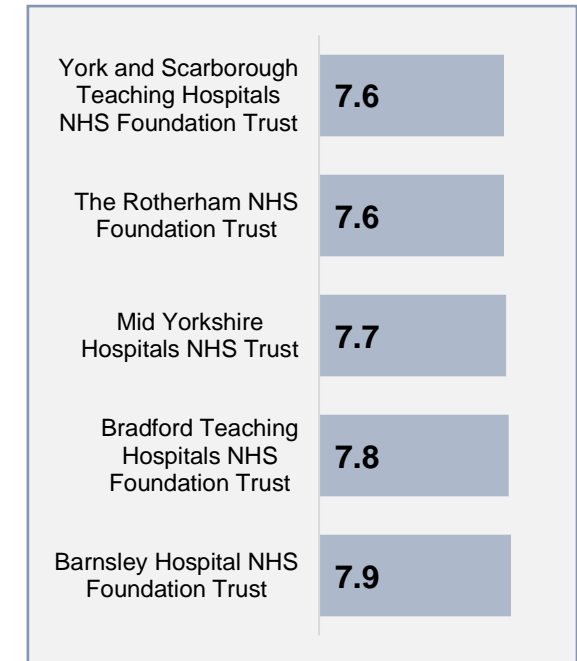 York and Scarborough
Teaching Hospitals
NHS Foundation Trust
7.6
The Rotherham NHS
Foundation Trust
7.6
Mid Yorkshire
Hospitals NHS Trust
7.7
Bradford Teaching
Hospitals NHS
Foundation Trust
7.8
Barnsley Hospital NHS
Foundation Trust
7.9